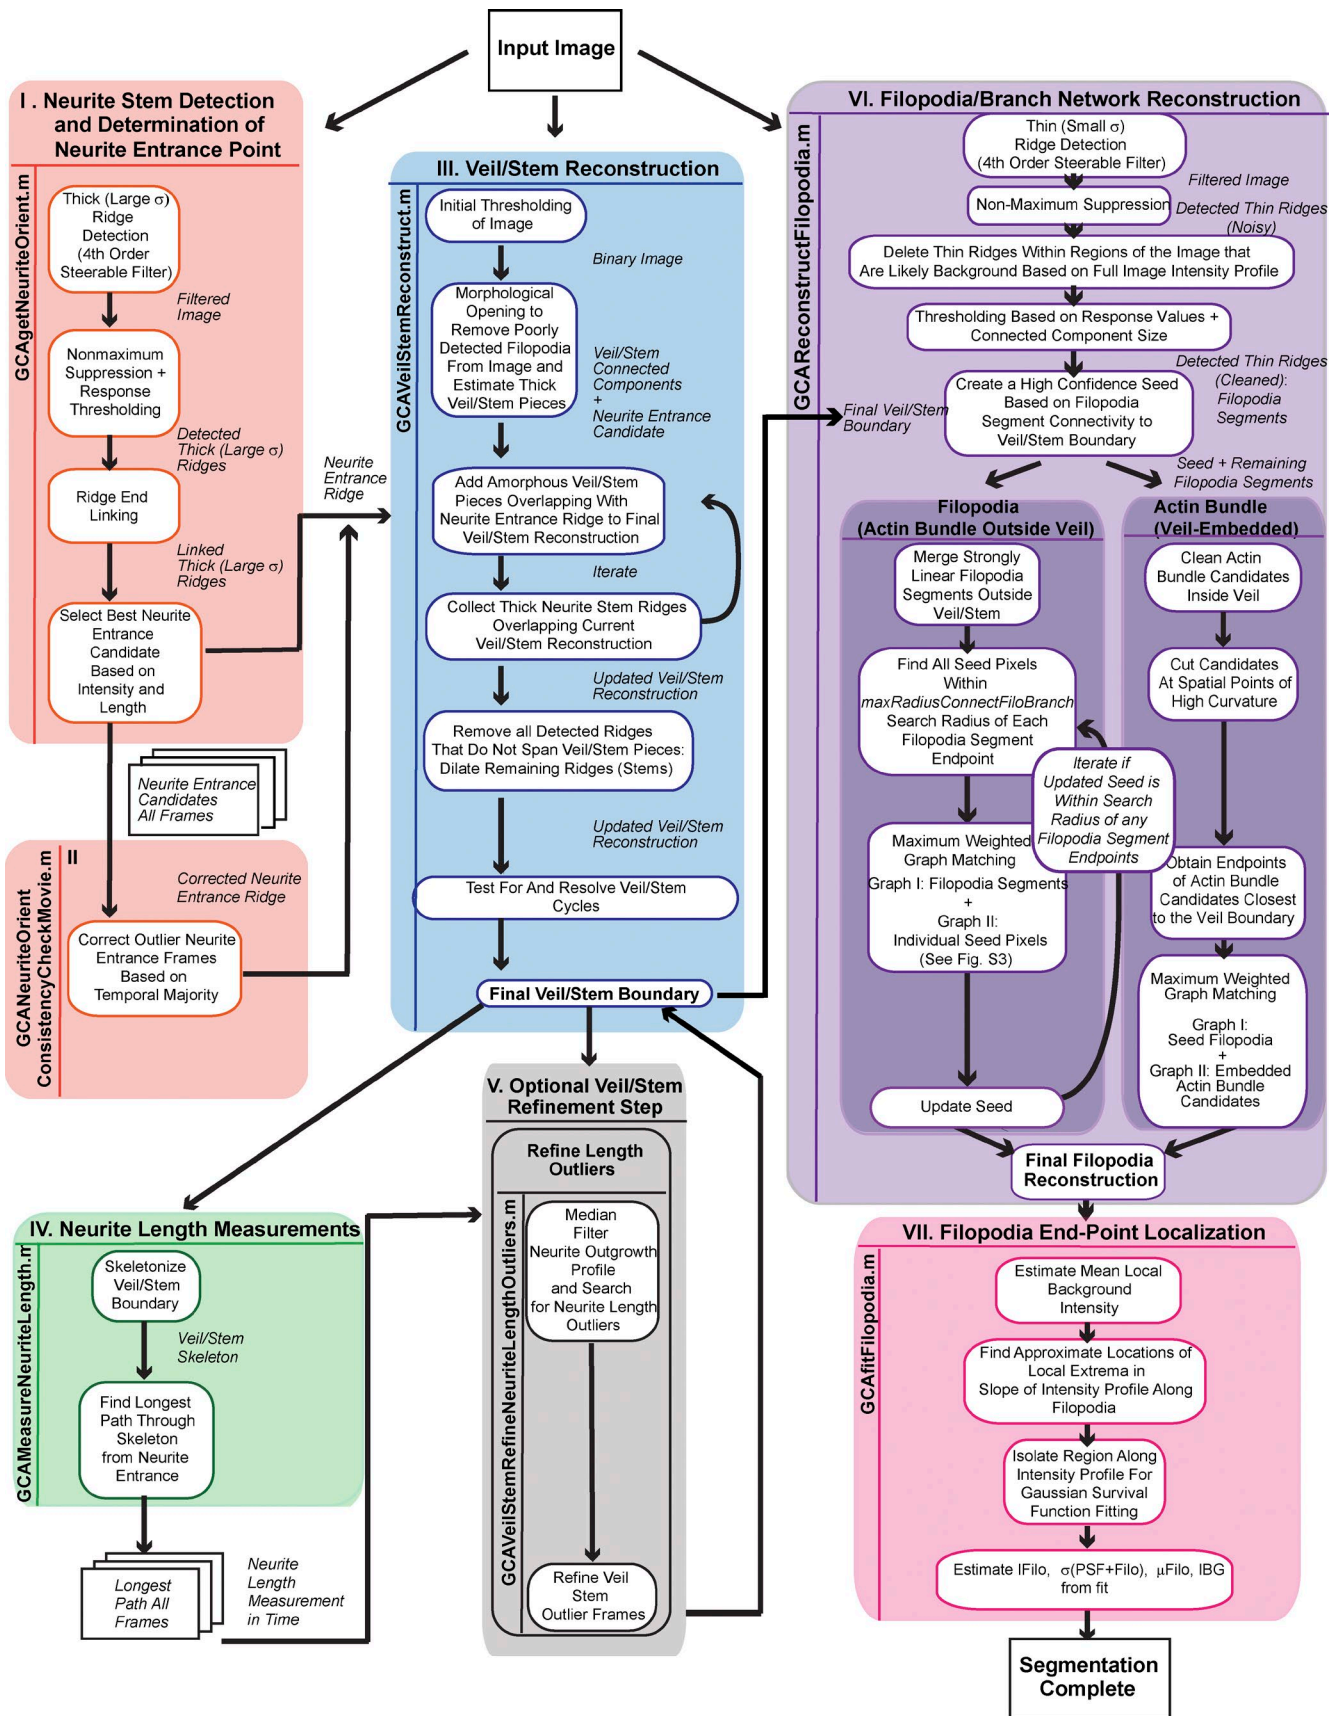 Input Image
I . Neurite Stem Detection
and Determination of
Neurite Entrance Point
GCAgetNeuriteOrient.m
Thick (Large σ)
Ridge
Detection
(4th Order
Steerable Filter)
Filtered
Image
Nonmaximum
Suppression +
Response
Thresholding
Detected
Thick (Large σ)
Ridges
Ridge End
Linking
Linked
Thick (Large σ)
Ridges
Select Best Neurite
Entrance
Candidate
Based on
Intensity and
Length
Neurite
Entrance
Ridge
Neurite Entrance
Candidates
All Frames
II
GCANeuriteOrient
ConsistencyCheckMovie.m
Corrected Neurite
Entrance Ridge
Correct Outlier Neurite
Entrance Frames
Based on
Temporal Majority
III. Veil/Stem Reconstruction
GCAVeilStemReconstruct.m
Initial Thresholding
of Image
Binary Image
Morphological
Opening to
Remove Poorly
Detected Filopodia
From Image and
Estimate Thick
Veil/Stem Pieces
Veil/Stem
Connected
Components
+
Neurite Entrance
Candidate
Add Amorphous Veil/Stem
Pieces Overlapping With
Neurite Entrance Ridge to Final
Veil/Stem Reconstruction
Iterate
Collect Thick Neurite Stem Ridges
Overlapping Current
Veil/Stem Reconstruction
Updated Veil/Stem
Reconstruction
Remove all Detected Ridges
That Do Not Span Veil/Stem Pieces:
Dilate Remaining Ridges (Stems)
Updated Veil/Stem
Reconstruction
Test For And Resolve Veil/Stem
Cycles
Final Veil/Stem Boundary
IV. Neurite Length Measurements
GCAMeasureNeuriteLength.m
Skeletonize
Veil/Stem
Boundary
Veil/Stem
Skeleton
Find Longest
Path Through
Skeleton
from Neurite
Entrance
Longest
Path All
Frames
Neurite
Length
Measurement
in Time
V. Optional Veil/Stem
Refinement Step
Refine Length
Outliers
GCAVeilStemRefineNeuriteLengthOutliers.m
Median
Filter
Neurite Outgrowth
Profile
and Search
for Neurite Length
Outliers
Refine Veil
Stem
Outlier Frames
VI. Filopodia/Branch Network Reconstruction
GCAReconstructFilopodia.m
Thin (Small σ)
Ridge Detection
(4th Order Steerable Filter)
Filtered Image
Non-Maximum Suppression
Detected Thin Ridges
(Noisy)
Delete Thin Ridges Within Regions of the Image that
Are Likely Background Based on Full Image Intensity Profile
Thresholding Based on Response Values +
Connected Component Size
Detected Thin Ridges
(Cleaned):
Filopodia
Segments
Create a High Confidence Seed
Based on Filopodia
Segment Connectivity to
Veil/Stem Boundary
Final Veil/Stem
Boundary
Seed + Remaining
Filopodia Segments
Filopodia
(Actin Bundle Outside Veil)
Merge Strongly
Linear Filopodia
Segments Outside
Veil/Stem
Find All Seed Pixels
Within
maxRadiusConnectFiloBranch
Search Radius of Each
Filopodia Segment
Endpoint
Iterate if
Updated Seed is
Within Search
Radius of any
Filopodia Segment
Endpoints
Maximum Weighted
Graph Matching
Graph I: Filopodia Segments
+
Graph II:
Individual Seed Pixels
(See Fig. S3)
Update Seed
Actin Bundle
(Veil-Embedded)
Clean Actin
Bundle Candidates
Inside Veil
Cut Candidates
At Spatial Points of
High Curvature
Obtain Endpoints
of Actin Bundle
Candidates Closest
to the Veil Boundary
Maximum Weighted
Graph Matching
Graph I:
Seed Filopodia
+
Graph II: Embedded
Actin Bundle
Candidates
Final Filopodia
Reconstruction
VII. Filopodia End-Point Localization
GCAfitFilopodia.m
Estimate Mean Local
Background
Intensity
Find Approximate Locations of
Local Extrema in
Slope of Intensity Profile Along
Filopodia
Isolate Region Along
Intensity Profile For
Gaussian Survival
Function Fitting
Estimate IFilo, σ(PSF+Filo), μFilo, IBG
from fit
Segmentation
Complete